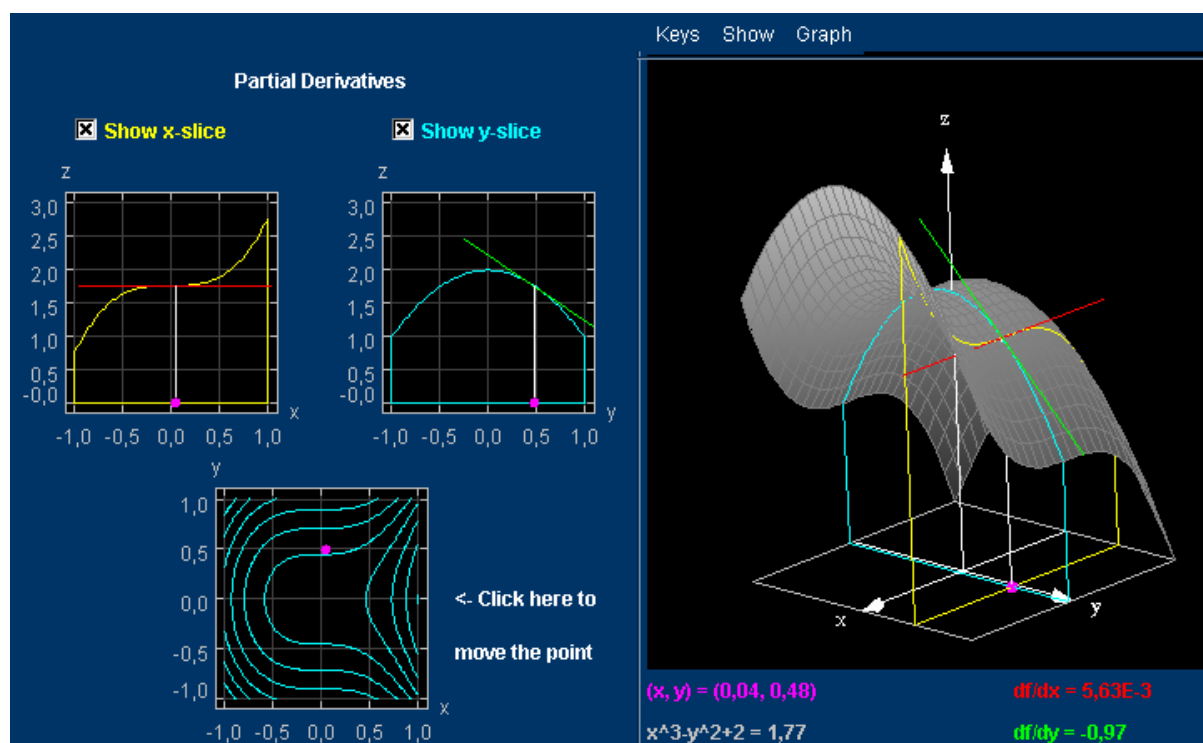 Keys Show Graph
Partial Derivatives
Show x-slice
Show y-slice
z
3,0
2,5
2,0
1,5
1,0
0,5
-0,0
x
-1,0 -0,5 0,0 0,5 1,0
z
3,0
2,5
2,0
1,5
1,0
0,5
-0,0
y
-1,0 -0,5 0,0 0,5 1,0
y
1,0
0,5
0,0
-0,5
-1,0
x
-1,0 -0,5 0,0 0,5 1,0
<- Click here to
move the point
z
x
y
(x, y) = (0,04, 0,48)
df/dx = 5,63E-3
x^3-y^2+2 = 1,77
df/dy = -0,97